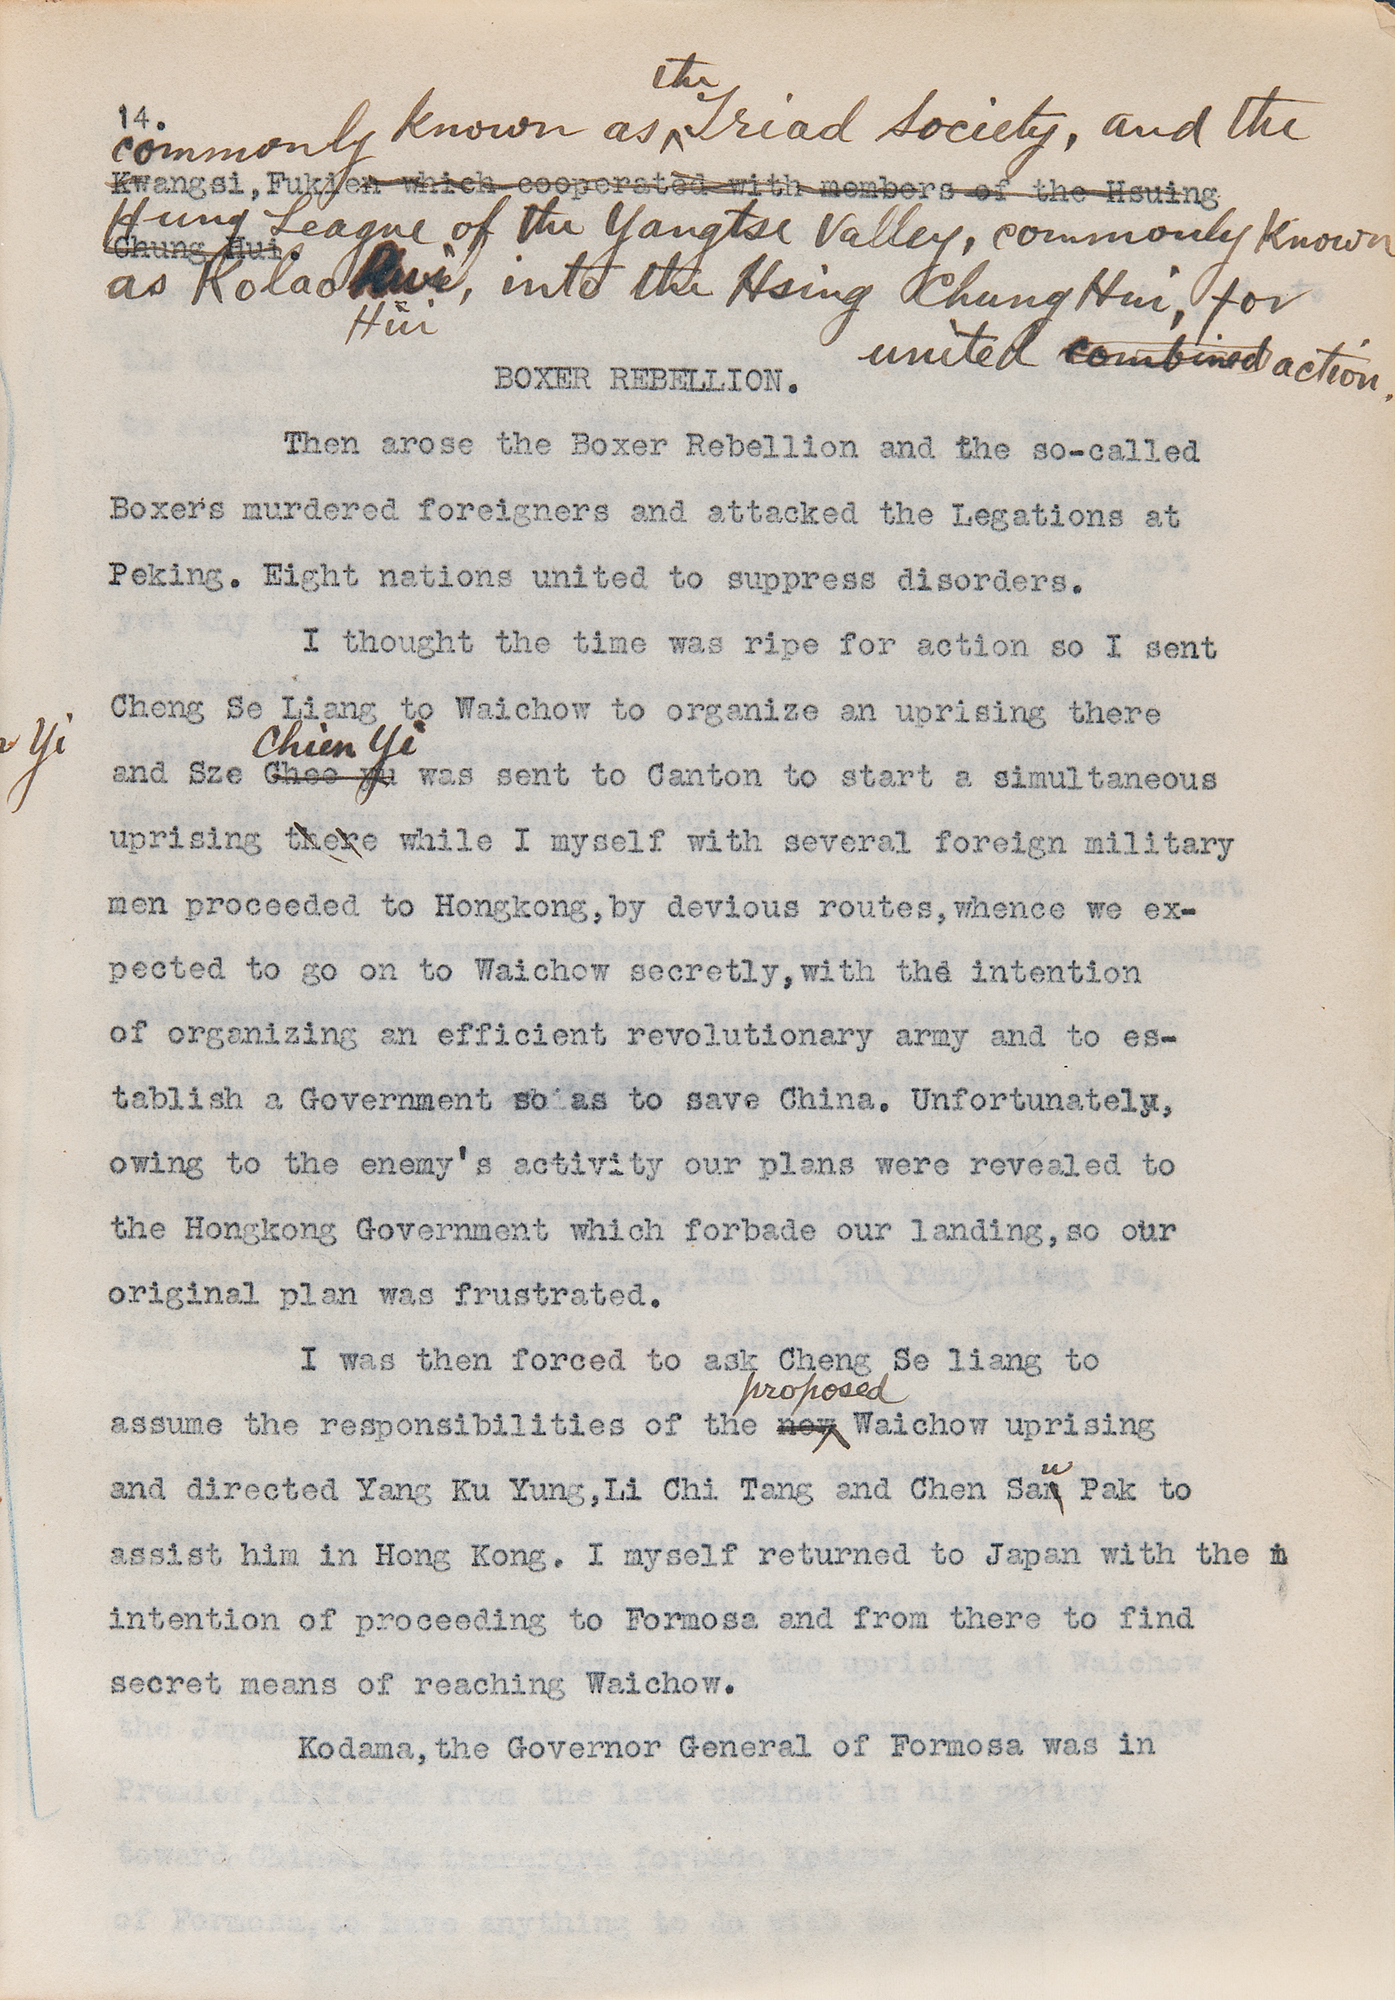 14.
commonly known as the Triad Society, and the
Kwangsi,Fukien which cooperated with members of the Hsuing
Hung League of the Yangtse Valley, commonly known
Chung Hui.
as Kolao Hui, into the Hsing Chung Hui, for
Hui
united combined action.
BOXER REBELLION.
Then arose the Boxer Rebellion and the so-called
Boxers murdered foreigners and attacked the Legations at
Peking. Eight nations united to suppress disorders.
I thought the time was ripe for action so I sent
Cheng Se Liang to Waichow to organize an uprising there
Yi
Chien Yi
and Sze Choo yu was sent to Canton to start a simultaneous
uprising there while I myself with several foreign military
men proceeded to Hongkong,by devious routes,whence we ex-
pected to go on to Waichow secretly,with the intention
of organizing an efficient revolutionary army and to es-
tablish a Government so as to save China. Unfortunately,
owing to the enemy's activity our plans were revealed to
the Hongkong Government which forbade our landing,so our
original plan was frustrated.
I was then forced to ask Cheng Se liang to
proposed
assume the responsibilities of the new Waichow uprising
u
and directed Yang Ku Yung,Li Chi Tang and Chen San Pak to
assist him in Hong Kong. I myself returned to Japan with the
intention of proceeding to Formosa and from there to find
secret means of reaching Waichow.
Kodama,the Governor General of Formosa was in